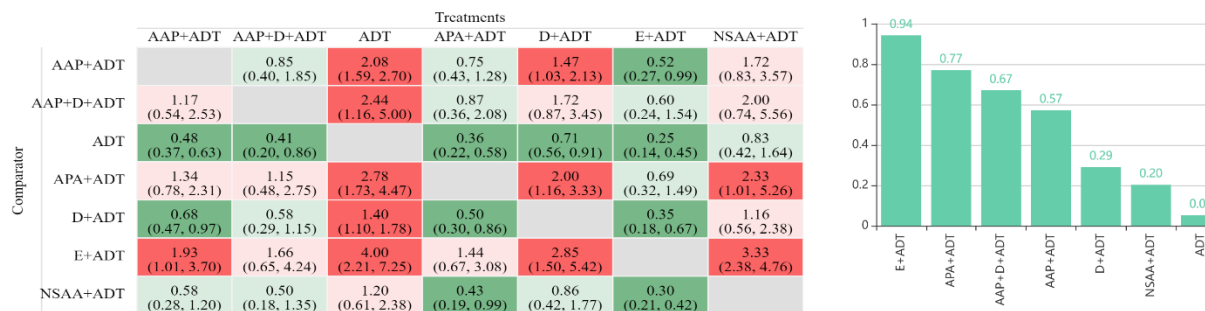 Treatments
AAP+ADT AAP+D+ADT ADT APA+ADT D+ADT E+ADT NSAA+ADT
Comparator
AAP+ADT 0.85 2.08 0.75 1.47 0.52 1.72
(0.40, 1.85) (1.59, 2.70) (0.43, 1.28) (1.03, 2.13) (0.27, 0.99) (0.83, 3.57)
AAP+D+ADT 1.17 2.44 0.87 1.72 0.60 2.00
(0.54, 2.53) (1.16, 5.00) (0.36, 2.08) (0.87, 3.45) (0.24, 1.54) (0.74, 5.56)
ADT 0.48 0.41 0.36 0.71 0.25 0.83
(0.37, 0.63) (0.20, 0.86) (0.22, 0.58) (0.56, 0.91) (0.14, 0.45) (0.42, 1.64)
APA+ADT 1.34 1.15 2.78 2.00 0.69 2.33
(0.78, 2.31) (0.48, 2.75) (1.73, 4.47) (1.16, 3.33) (0.32, 1.49) (1.01, 5.26)
D+ADT 0.68 0.58 1.40 0.50 0.35 1.16
(0.47, 0.97) (0.29, 1.15) (1.10, 1.78) (0.30, 0.86) (0.18, 0.67) (0.56, 2.38)
E+ADT 1.93 1.66 4.00 1.44 2.85 3.33
(1.01, 3.70) (0.65, 4.24) (2.21, 7.25) (0.67, 3.08) (1.50, 5.42) (2.38, 4.76)
NSAA+ADT 0.58 0.50 1.20 0.43 0.86 0.30
(0.28, 1.20) (0.18, 1.35) (0.61, 2.38) (0.19, 0.99) (0.42, 1.77) (0.21, 0.42)
1
0.8
0.6
0.4
0.2
0
0.94
0.77
0.67
0.57
0.29
0.20
0.0
E+ADT
APA+ADT
AAP+D+ADT
AAP+ADT
D+ADT
NSAA+ADT
ADT